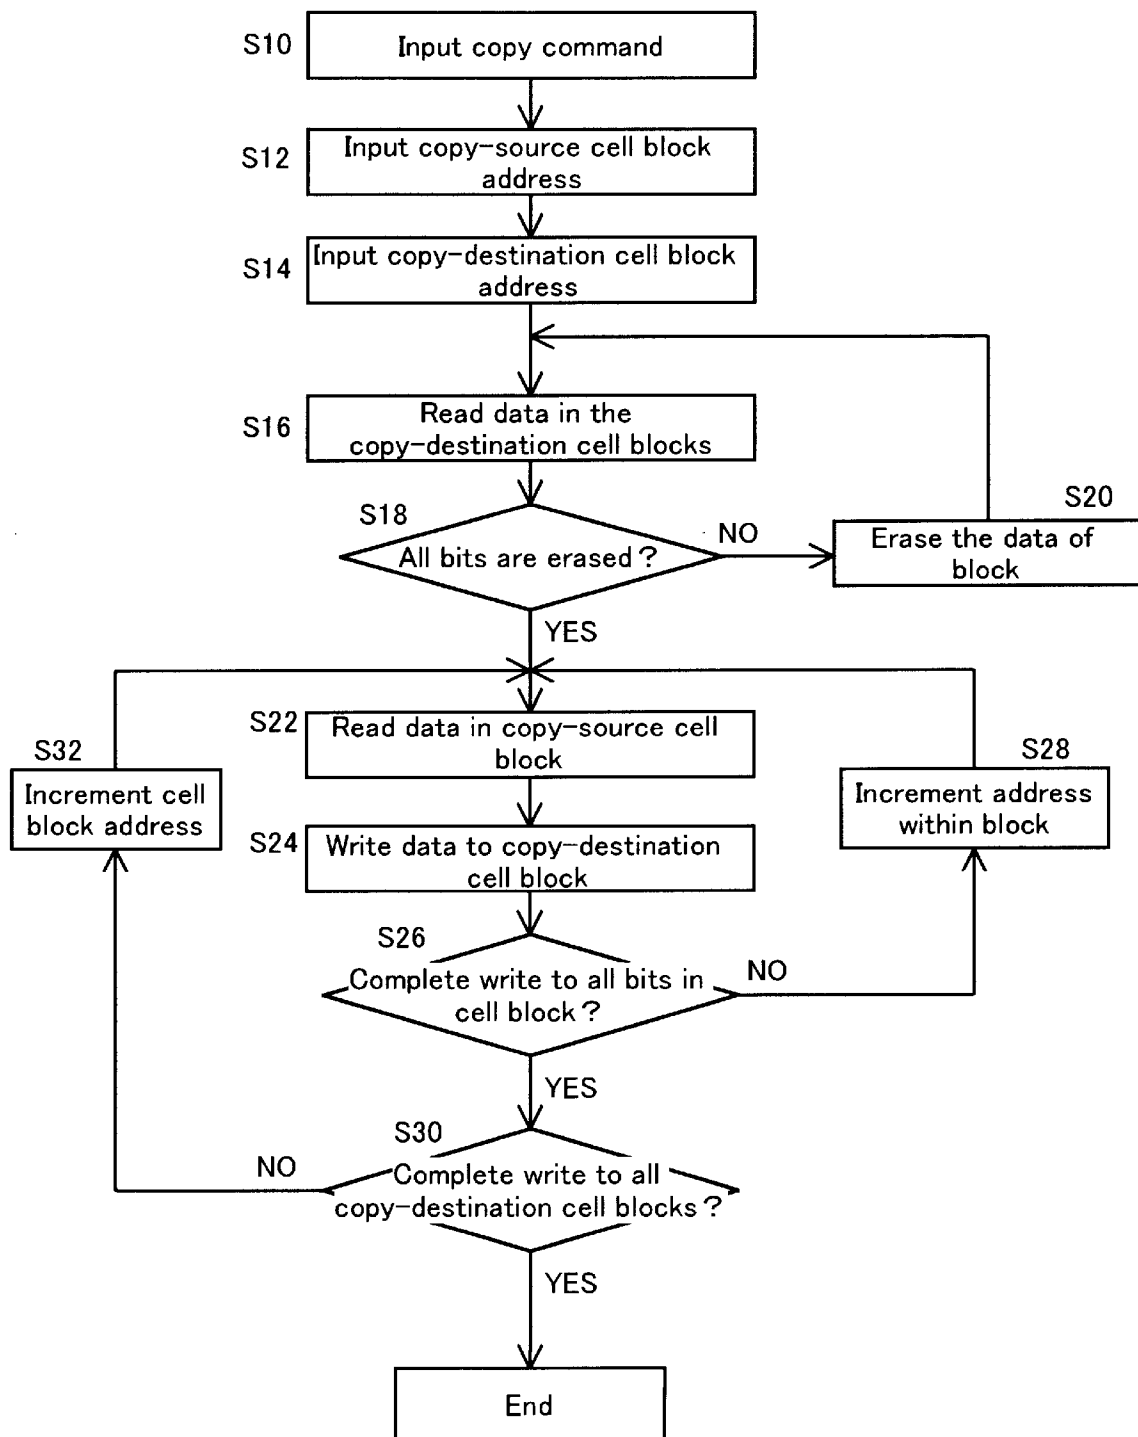 S10
Input copy command
S12
Input copy-source cell block
address
S14
Input copy-destination cell block
address
S16
Read data in the
copy-destination cell blocks
S18
All bits are erased?
NO
S20
Erase the data of
block
YES
S22
Read data in copy-source cell
block
S32
Increment cell
block address
S28
Increment address
within block
S24
Write data to copy-destination
cell block
S26
Complete write to all bits in
cell block?
NO
YES
S30
NO
Complete write to all
copy-destination cell blocks?
YES
End